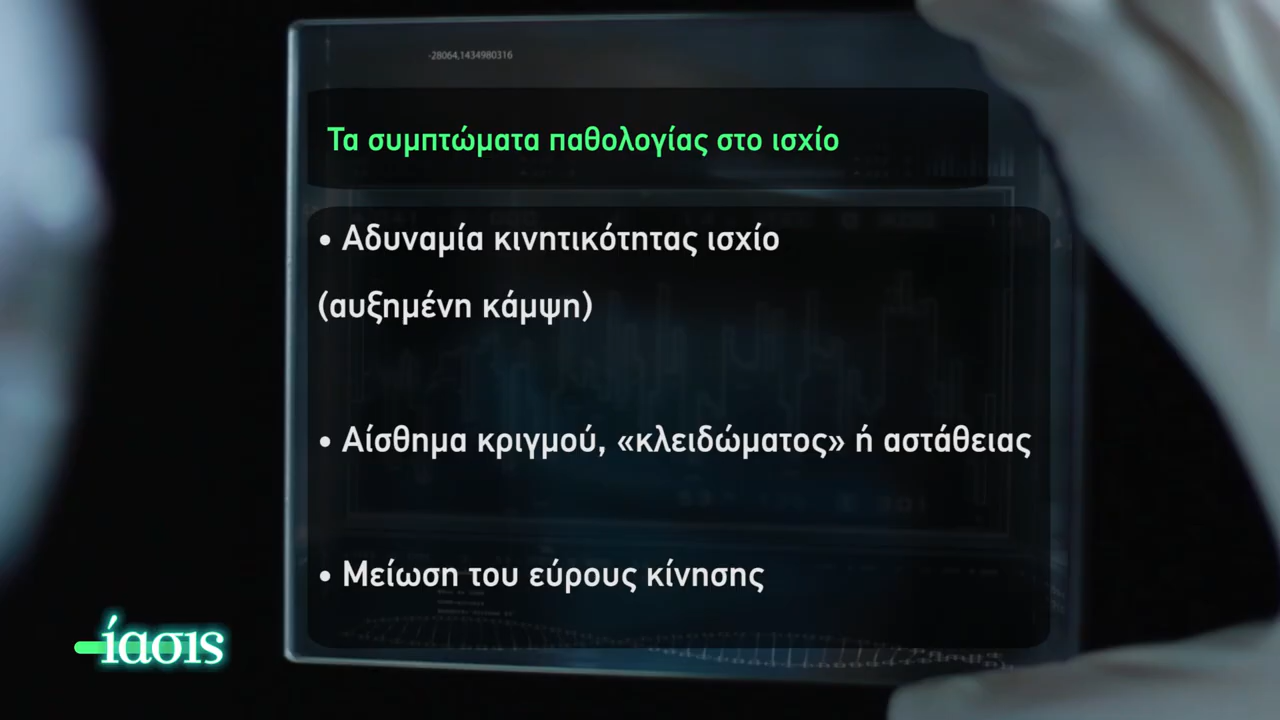 -28064,1434980316
Τα συμπτώματα παθολογίας στο ισχίο
• Αδυναμία κινητικότητας ισχίο
(αυξημένη κάμψη)
• Αίσθημα κριγμού, «κλειδώματος» ή αστάθειας
• Μείωση του εύρους κίνησης
ίασις